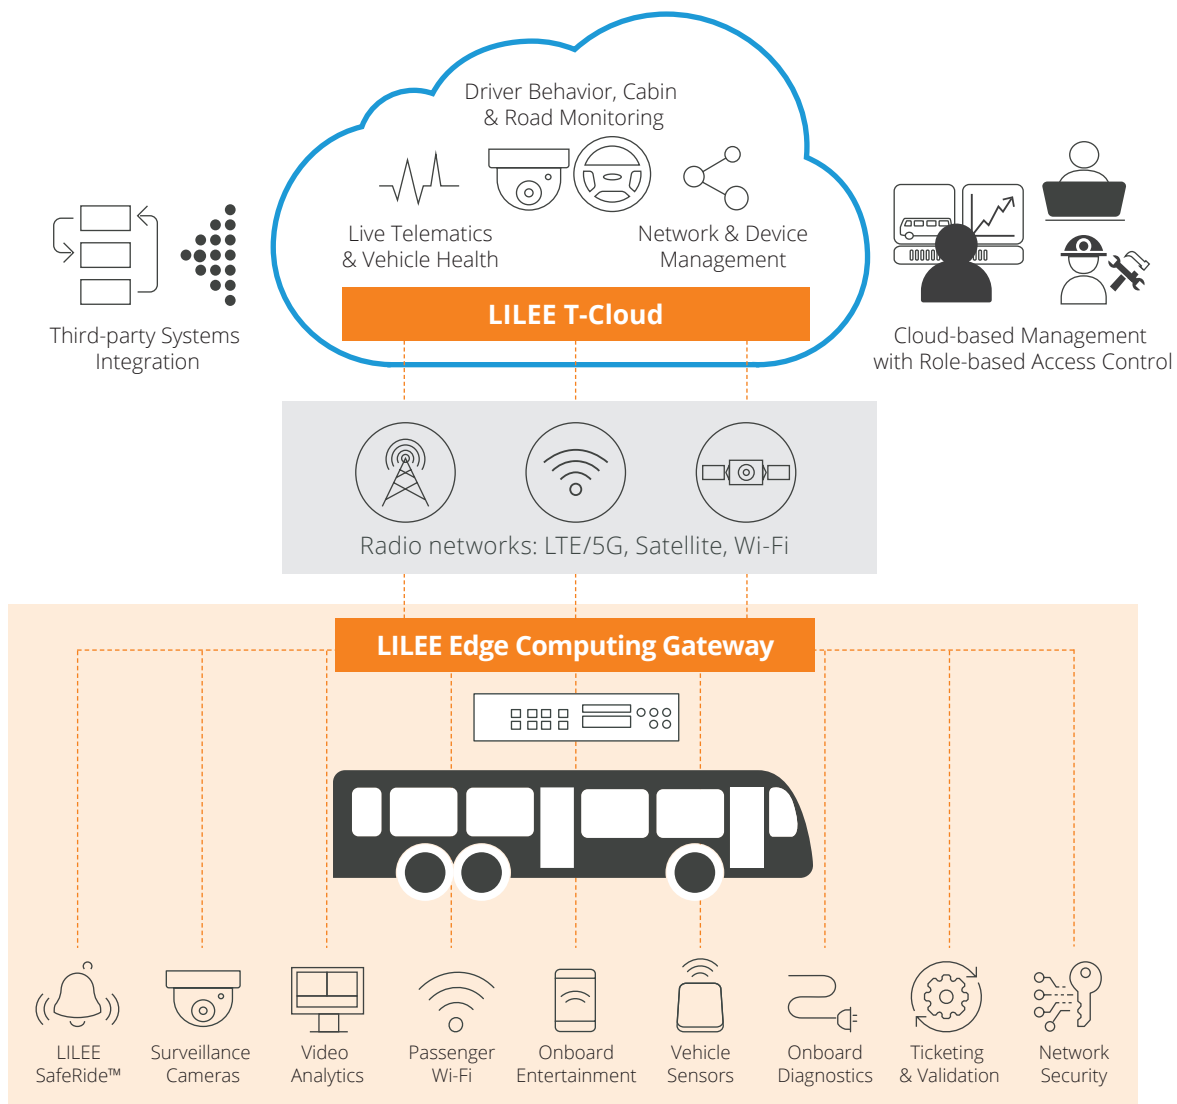 Driver Behavior, Cabin
& Road Monitoring
Live Telematics
& Vehicle Health
Network & Device
Management
LILEE T-Cloud
Third-party Systems
Integration
Cloud-based Management
with Role-based Access Control
Radio networks: LTE/5G, Satellite, Wi-Fi
LILEE Edge Computing Gateway
LILEE
SafeRide™
Surveillance
Cameras
Video
Analytics
Passenger
Wi-Fi
Onboard
Entertainment
Vehicle
Sensors
Onboard
Diagnostics
Ticketing
& Validation
Network
Security